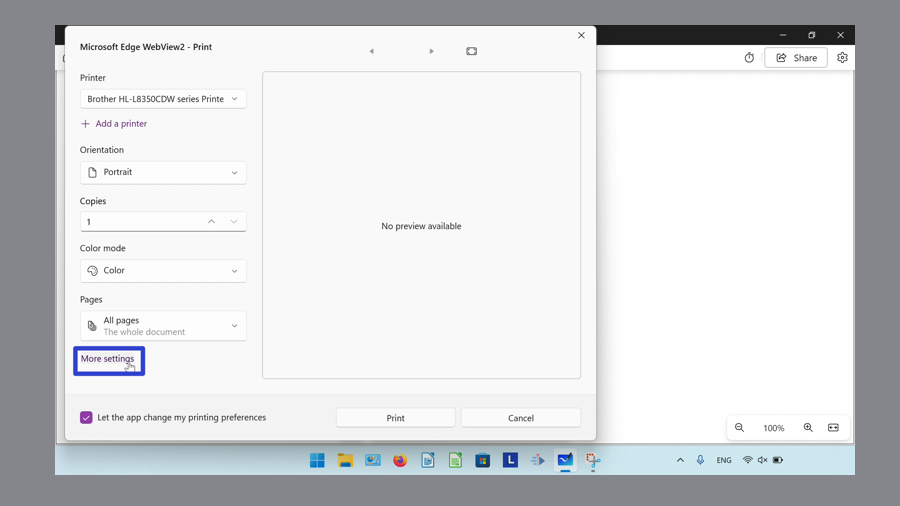 Microsoft Edge WebView2 - Print
Share
Printer
Brother HL-L8350CDW series Printe
Add a printer
Orientation
Portrait
Copies
1
No preview available
Color mode
Color
Pages
All pages
The whole document
More settings
Let the app change my printing preferences
Print
Cancel
100%
L
ENG